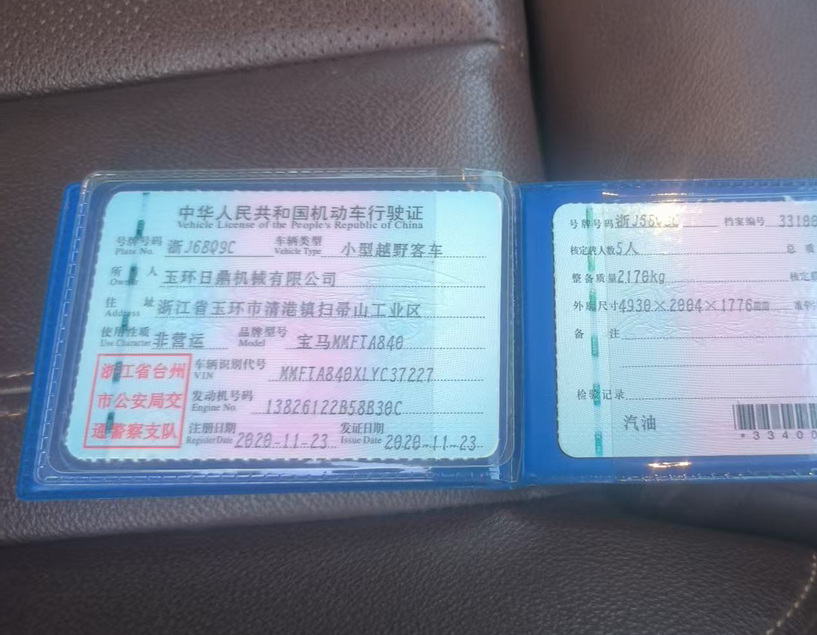 中华人民共和国机动车行驶证
Vehicle License of the People's Republic of China
号牌号码 浙J6BQ9C 车辆类型 小型越野客车
Plate No. Vehicle Type
所有人 玉环日鼎机械有限公司
Owner
住址 浙江省玉环市清港镇扫帚山工业区
Address
使用性质 非营运 品牌型号 宝马MMFTA840
Use Character Model
浙江省台州
市公安局交
通警察支队
车辆识别代号 MMFTA840XLYC37227
VIN
发动机号码 13826122B58B30C
Engine No.
注册日期 2020-11-23 发证日期 2020-11-23
Register Date Issue Date
号牌号码 档案编号 33100
核定载人数 5人 总质
整备质量 2170kg 核定
外廓尺寸 4930×2004×1776mm
备注
检验记录
汽油
*33400